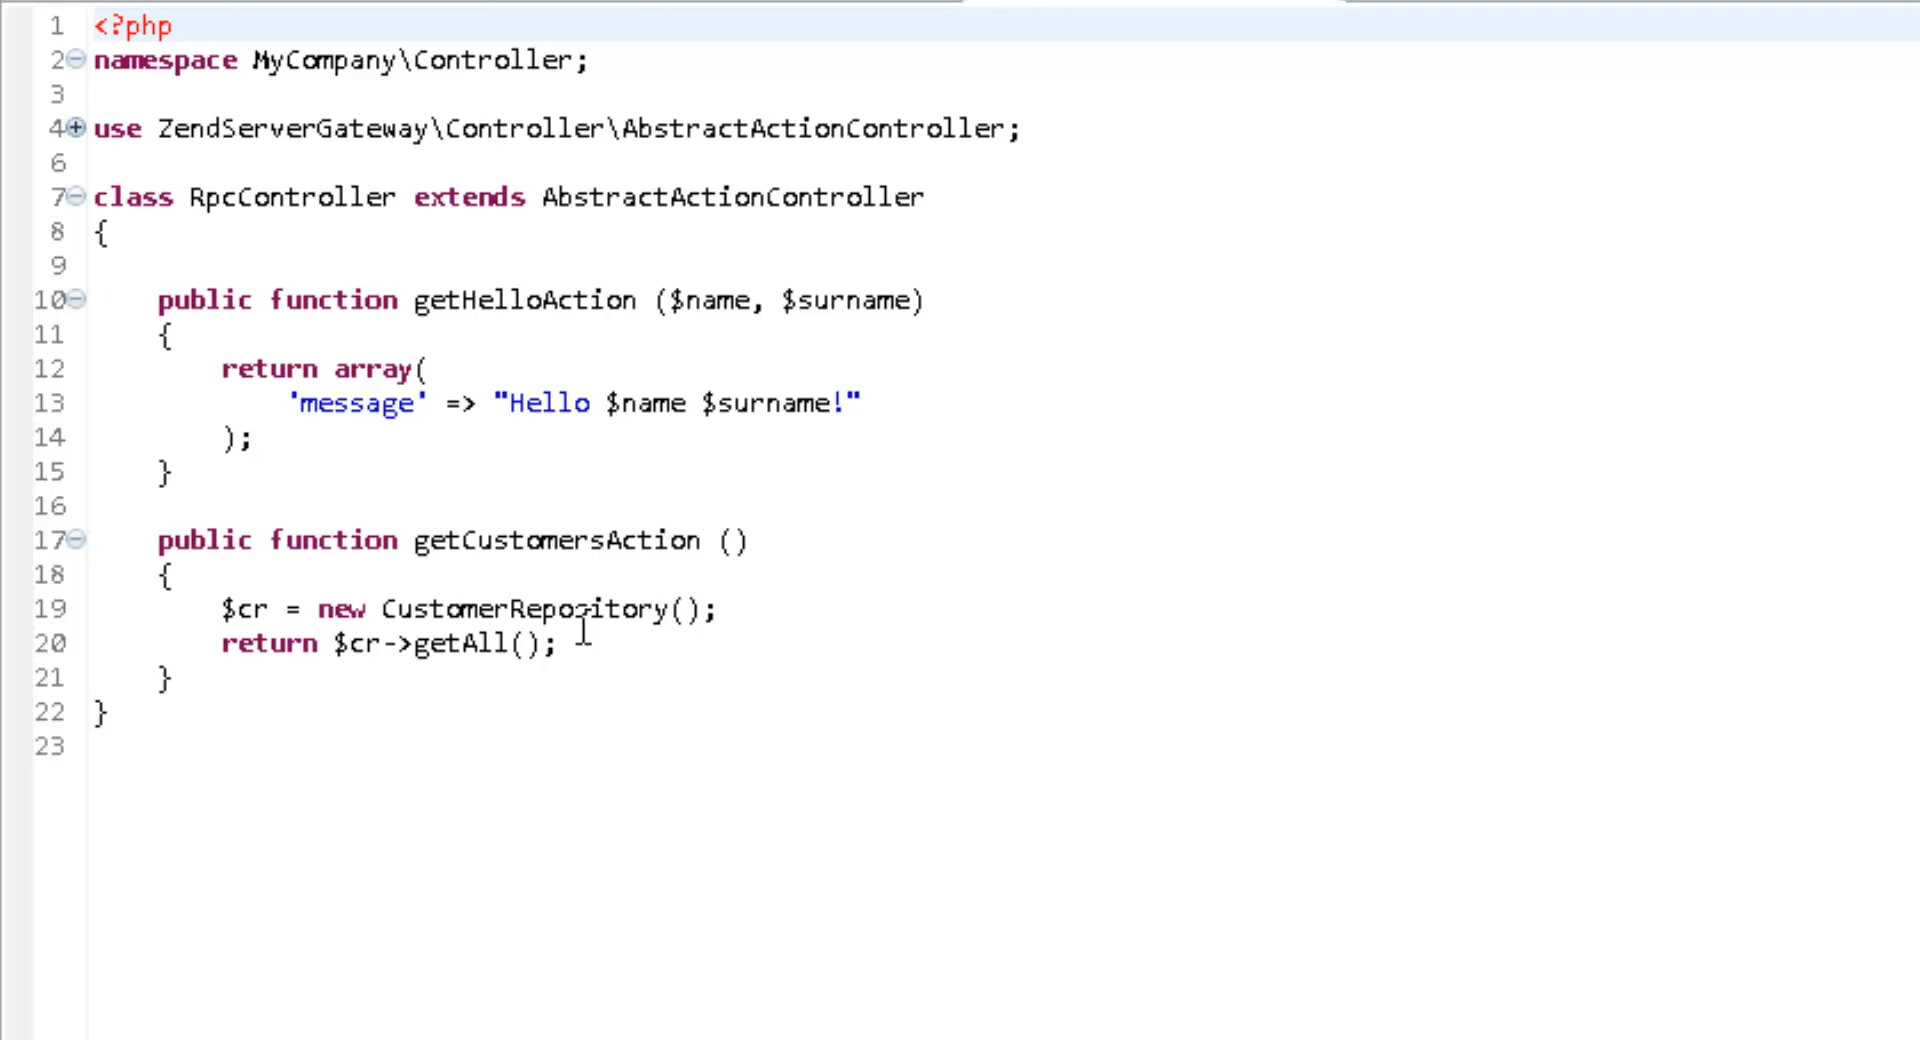 1 <?php
2 namespace MyCompany\Controller;
3
4 use ZendServerGateway\Controller\AbstractActionController;
6
7 class RpcController extends AbstractActionController
8 {
9
10     public function getHelloAction ($name, $surname)
11     {
12         return array(
13             'message' => "Hello $name $surname!"
14         );
15     }
16
17     public function getCustomersAction ()
18     {
19         $cr = new CustomerRepository();
20         return $cr->getAll();
21     }
22 }
23